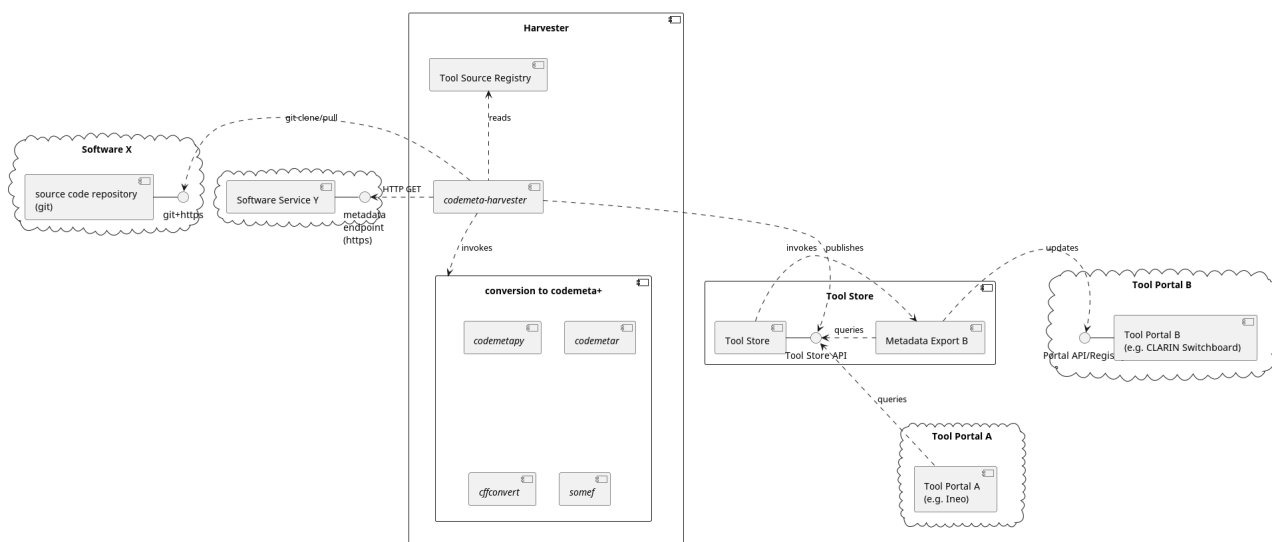 Harvester
Tool Source Registry
git clone/pull
reads
Software X
source code repository
(git)
git+https
Software Service Y
HTTP GET
metadata
endpoint
(https)
codemeta-harvester
invokes
conversion to codemeta+
codemetapy
codemetar
cffconvert
somef
invokes
publishes
updates
Tool Store
Tool Store
queries
Tool Store API
Metadata Export B
Tool Portal B
Portal API/Regis
Tool Portal B
(e.g. CLARIN Switchboard)
queries
Tool Portal A
Tool Portal A
(e.g. Ineo)